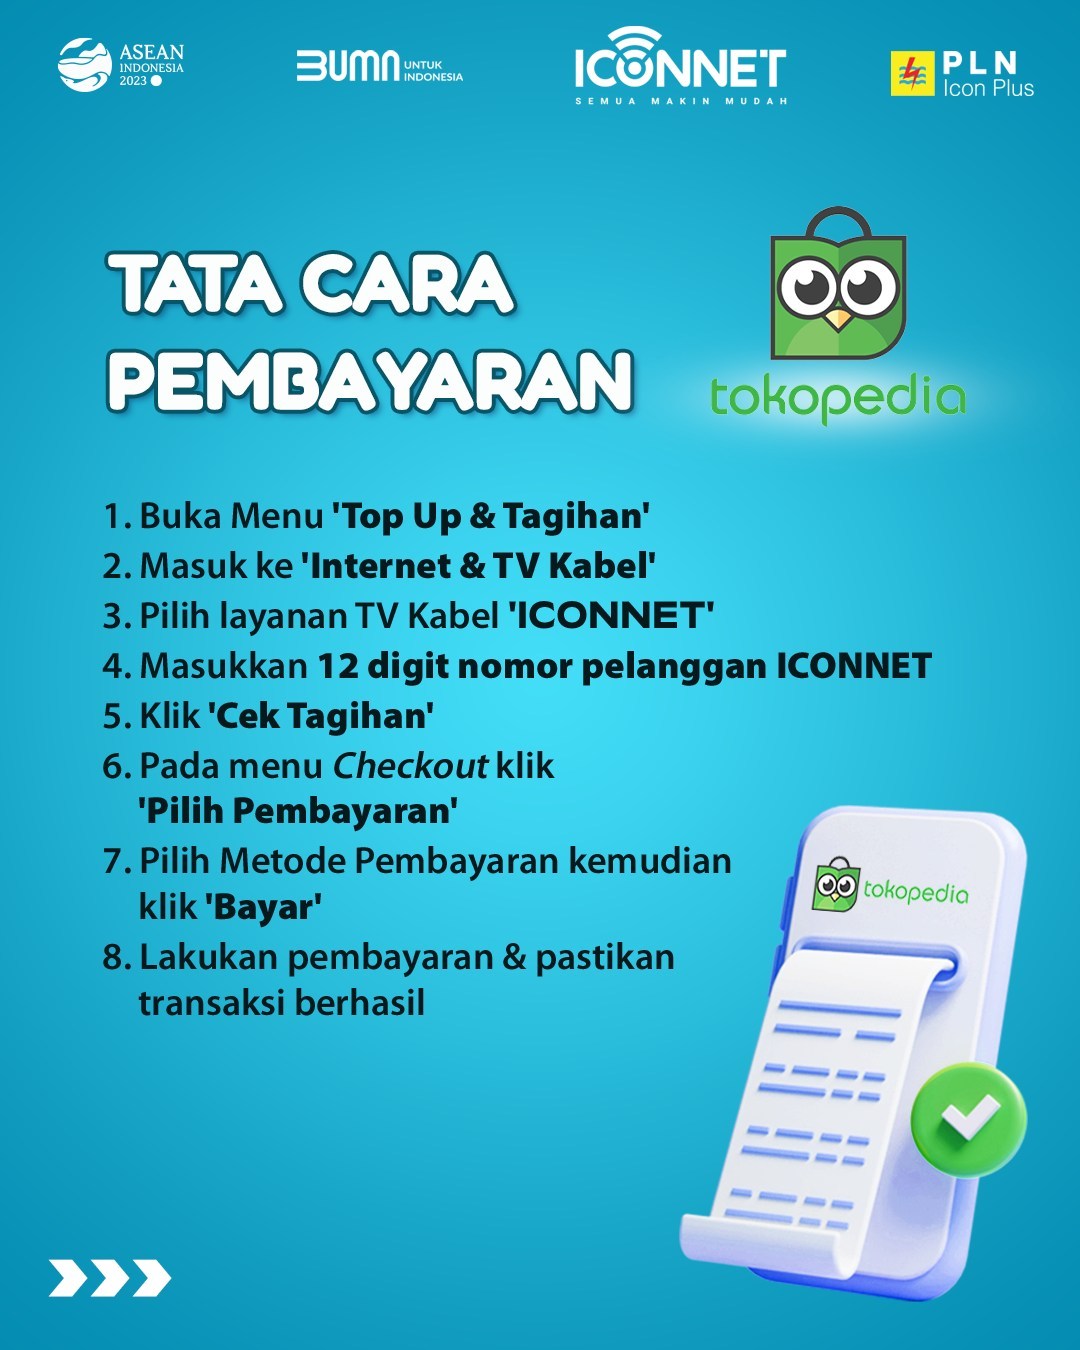 ASEAN
INDONESIA
2023
BUMN UNTUK
INDONESIA
ICONNET
SEMUA MAKIN MUDAH
PLN
Icon Plus
TATA CARA
PEMBAYARAN
tokopedia
1. Buka Menu 'Top Up & Tagihan'
2. Masuk ke 'Internet & TV Kabel'
3. Pilih layanan TV Kabel 'ICONNET'
4. Masukkan 12 digit nomor pelanggan ICONNET
5. Klik 'Cek Tagihan'
6. Pada menu Checkout klik
'Pilih Pembayaran'
7. Pilih Metode Pembayaran kemudian
klik 'Bayar'
8. Lakukan pembayaran & pastikan
transaksi berhasil
tokopedia